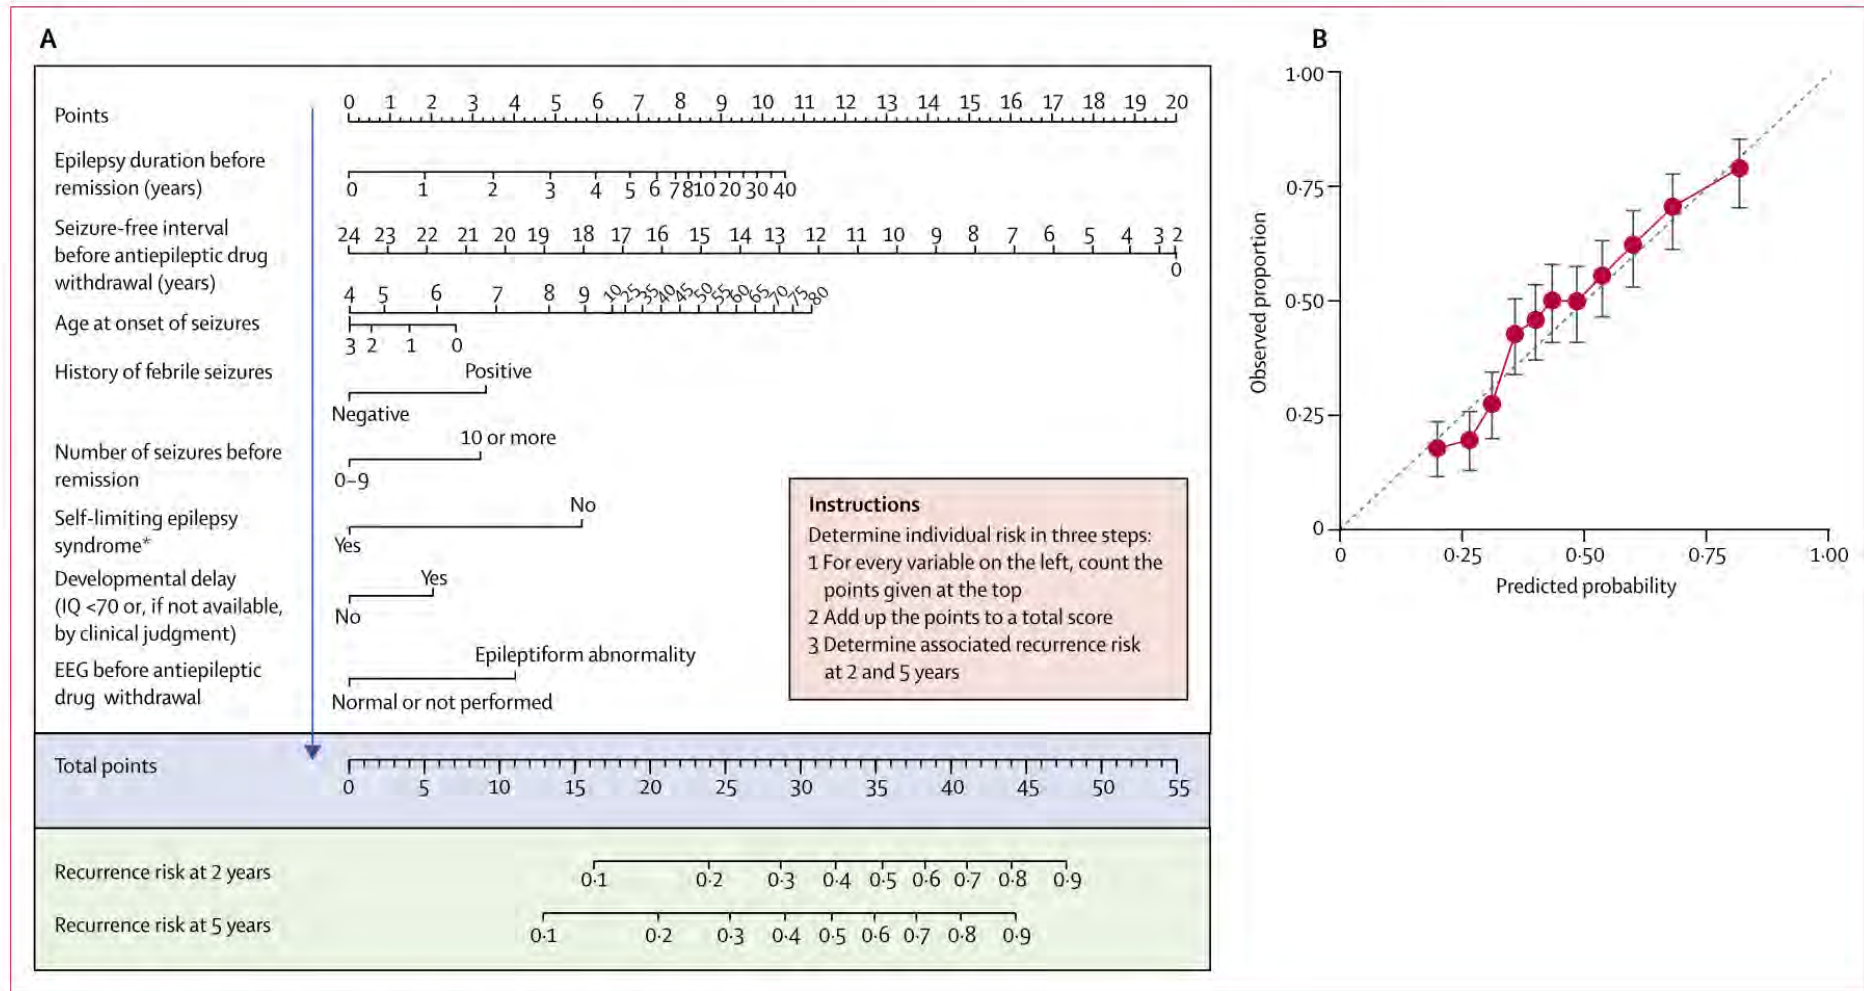 A
Points
0 1 2 3 4 5 6 7 8 9 10 11 12 13 14 15 16 17 18 19 20
Epilepsy duration before
remission (years)
0 1 2 3 4 5 6 7 8 10 20 30 40
Seizure-free interval
before antiepileptic drug
withdrawal (years)
24 23 22 21 20 19 18 17 16 15 14 13 12 11 10 9 8 7 6 5 4 3 2
0
Age at onset of seizures
4 5 6 7 8 9 10 25 35 40 45 50 55 60 65 70 75 80
3 2 1 0
History of febrile seizures
Positive
Negative
Number of seizures before
remission
10 or more
0–9
Self-limiting epilepsy
syndrome*
No
Yes
Developmental delay
(IQ <70 or, if not available,
by clinical judgment)
Yes
No
EEG before antiepileptic
drug withdrawal
Epileptiform abnormality
Normal or not performed
Instructions
Determine individual risk in three steps:
1 For every variable on the left, count the
points given at the top
2 Add up the points to a total score
3 Determine associated recurrence risk
at 2 and 5 years
Total points
0 5 10 15 20 25 30 35 40 45 50 55
Recurrence risk at 2 years
0·1 0·2 0·3 0·4 0·5 0·6 0·7 0·8 0·9
Recurrence risk at 5 years
0·1 0·2 0·3 0·4 0·5 0·6 0·7 0·8 0·9
B
Observed proportion
1·00
0·75
0·50
0·25
0
0 0·25 0·50 0·75 1·00
Predicted probability